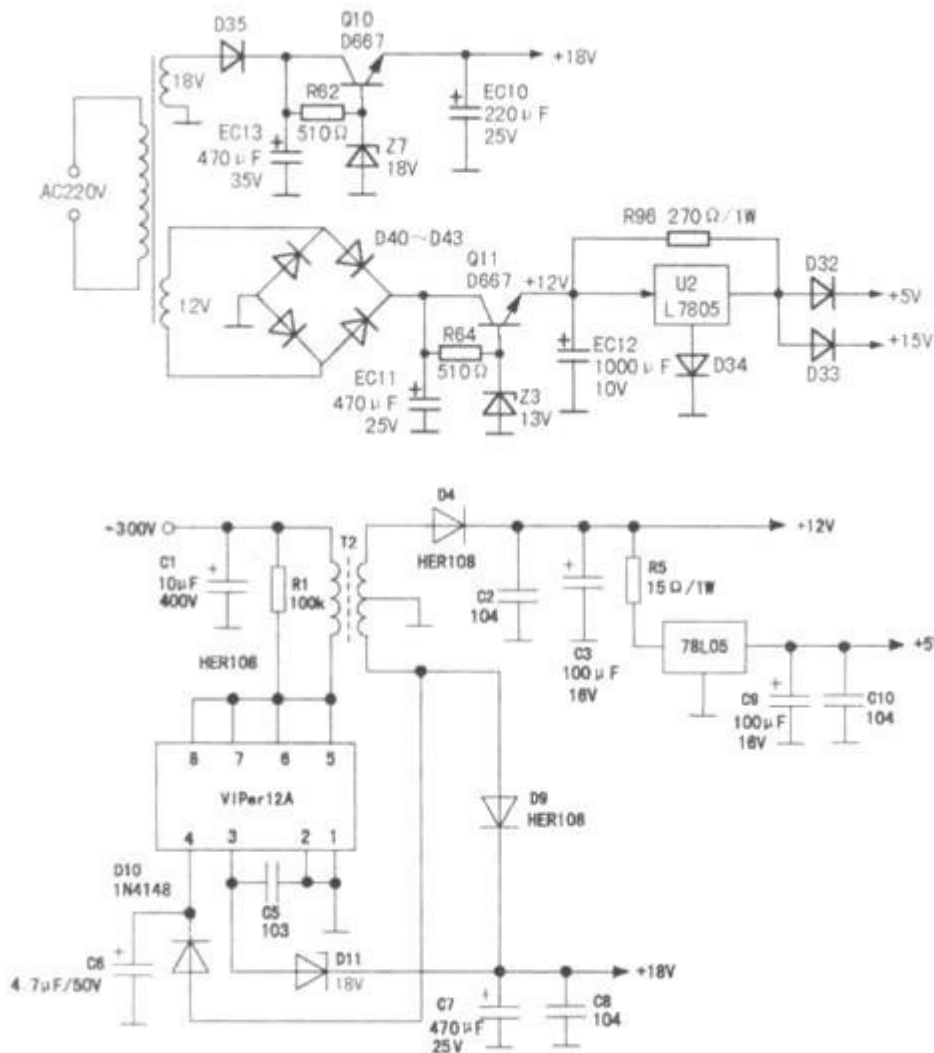 D35
Q10
D667
+18V
18V
R62
510Ω
EC13
470μF
35V
Z7
18V
EC10
220μF
25V
AC220V
12V
D40~D43
Q11
D667
+12V
R96 270Ω/1W
U2
L7805
D32
+5V
+15V
D33
D34
R64
510Ω
EC11
470μF
25V
Z3
13V
EC12
1000μF
10V
+300V
C1
10μF
400V
R1
100k
T2
D4
HER108
+12V
C2
104
C3
100μF
16V
R5
15Ω/1W
78L05
+5V
C9
100μF
16V
C10
104
HER108
8 7 6 5
VIPer12A
4 3 2 1
D9
HER108
D10
1N4148
C5
103
C6
4.7μF/50V
D11
18V
+18V
C7
470μF
25V
C8
104